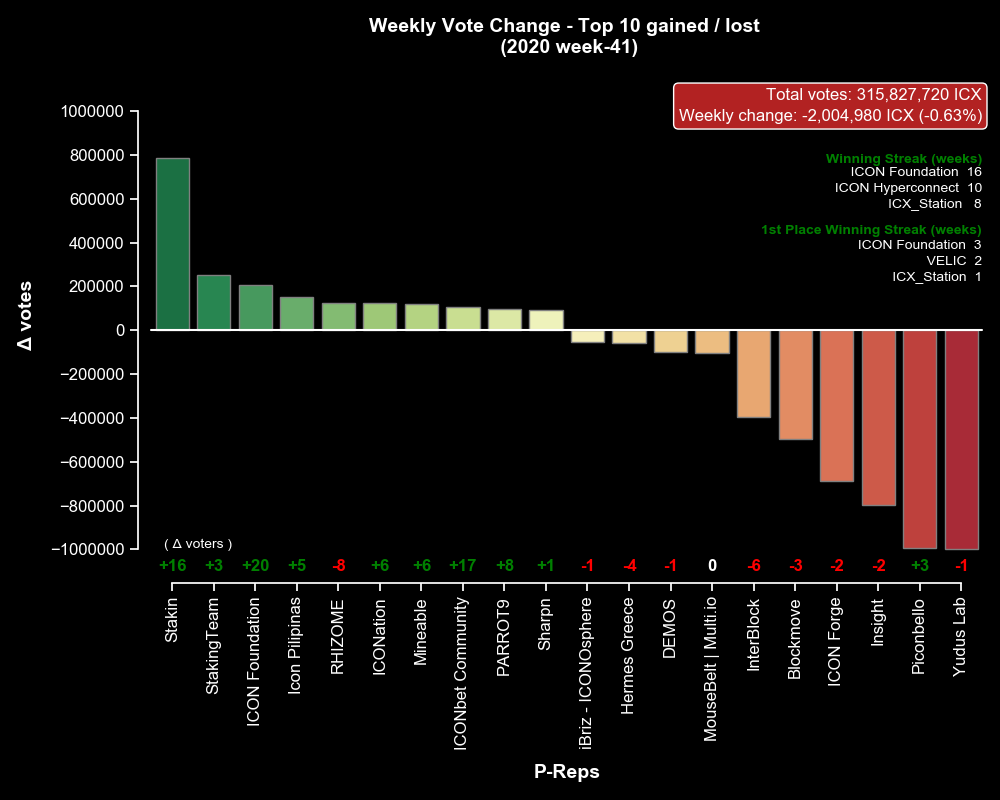 Weekly Vote Change - Top 10 gained / lost
(2020 week-41)
Total votes: 315,827,720 ICX
Weekly change: -2,004,980 ICX (-0.63%)
Winning Streak (weeks)
ICON Foundation 16
ICON Hyperconnect 10
ICX_Station 8
1st Place Winning Streak (weeks)
ICON Foundation 3
VELIC 2
ICX_Station 1
Δ votes
1000000
800000
600000
400000
200000
0
−200000
−400000
−600000
−800000
−1000000
( Δ voters )
+16 +3 +20 +5 -8 +6 +6 +17 +8 +1 -1 -4 -1 0 -6 -3 -2 -2 +3 -1
Stakin
StakingTeam
ICON Foundation
Icon Pilipinas
RHIZOME
ICONation
Mineable
ICONbet Community
PARROT9
Sharpn
iBriz - ICONOsphere
Hermes Greece
DEMOS
MouseBelt | Multi.io
InterBlock
Blockmove
ICON Forge
Insight
Piconbello
Yudus Lab
P-Reps